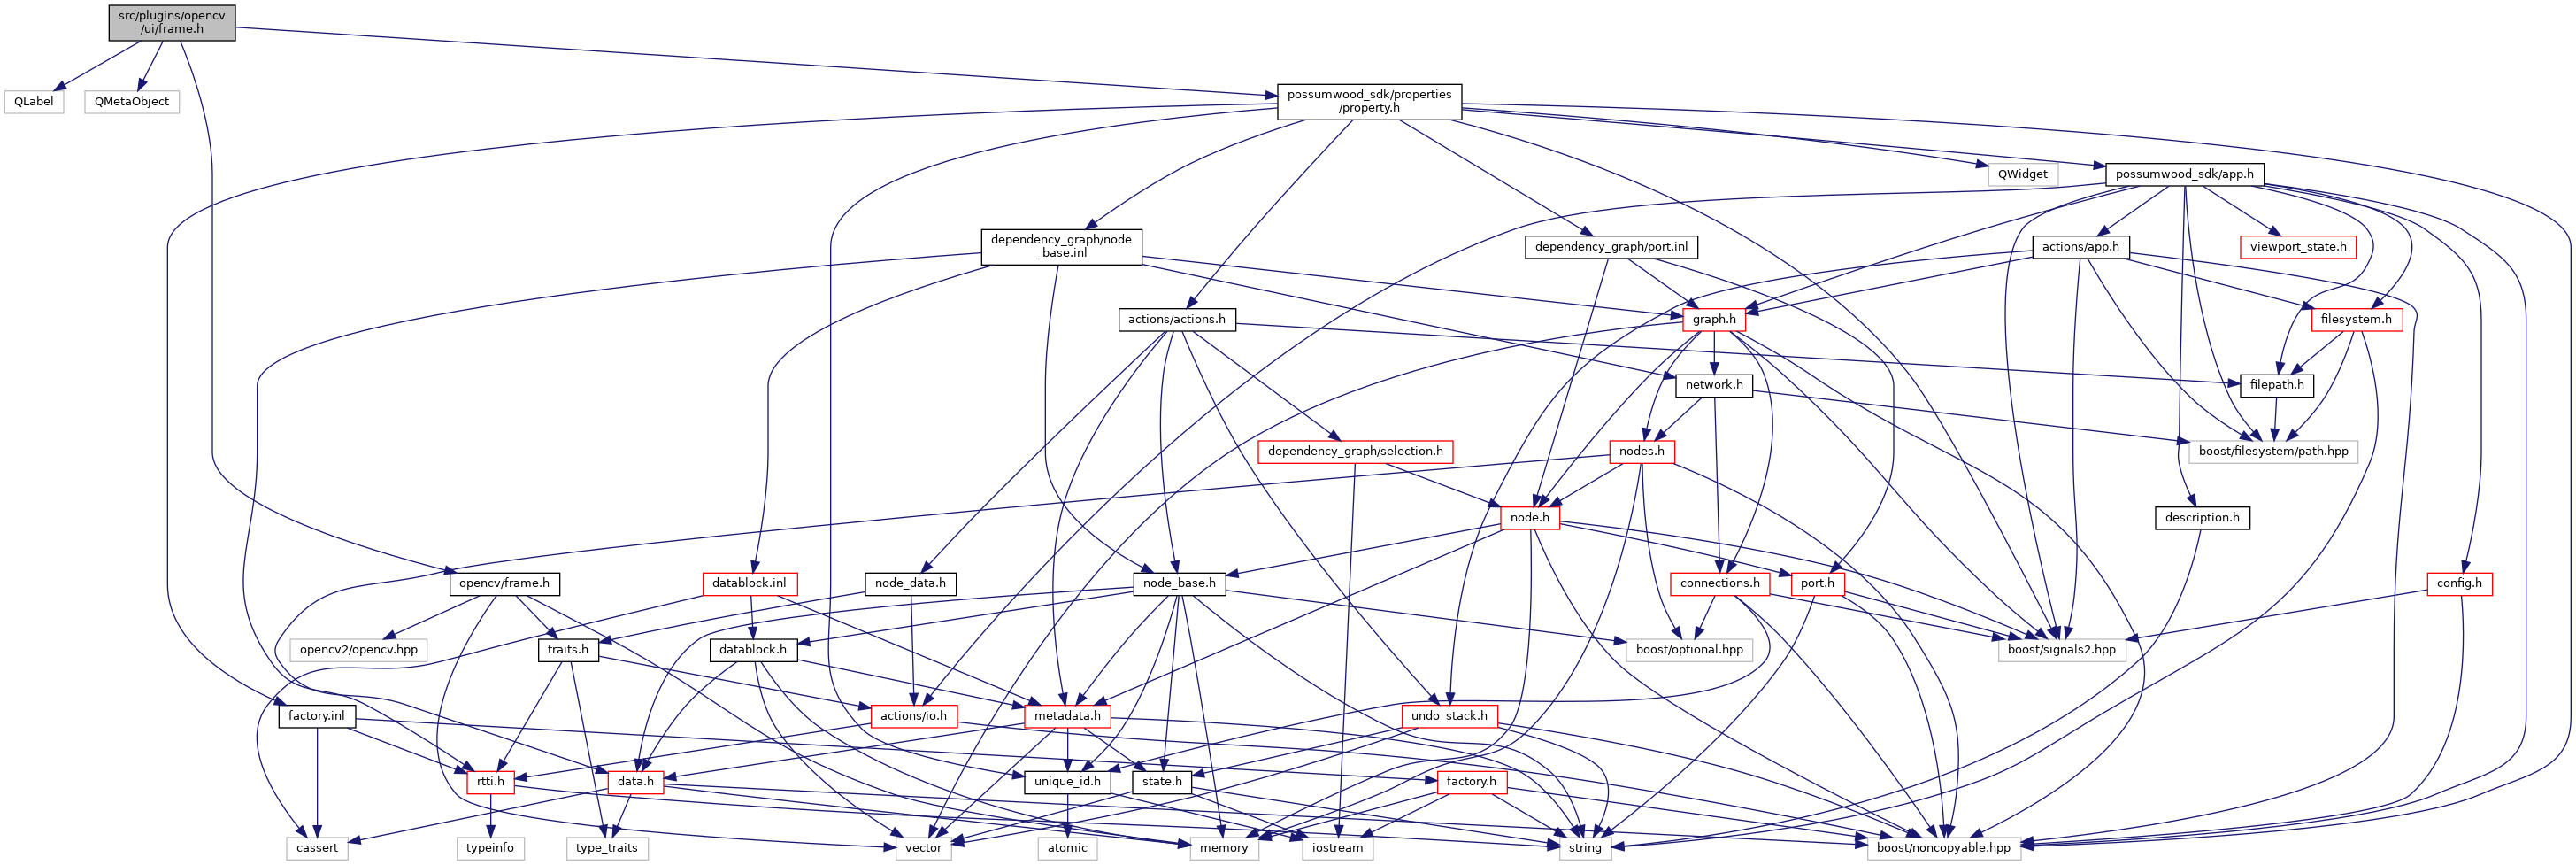 src/plugins/opencv
/ui/frame.h
QLabel
QMetaObject
possumwood_sdk/properties
/property.h
QWidget
possumwood_sdk/app.h
dependency_graph/node
_base.inl
dependency_graph/port.inl
actions/app.h
viewport_state.h
actions/actions.h
graph.h
filesystem.h
network.h
filepath.h
dependency_graph/selection.h
nodes.h
boost/filesystem/path.hpp
node.h
description.h
opencv/frame.h
datablock.inl
node_data.h
node_base.h
connections.h
port.h
config.h
opencv2/opencv.hpp
traits.h
datablock.h
boost/optional.hpp
boost/signals2.hpp
factory.inl
actions/io.h
metadata.h
undo_stack.h
rtti.h
data.h
unique_id.h
state.h
factory.h
cassert
typeinfo
type_traits
vector
atomic
memory
iostream
string
boost/noncopyable.hpp